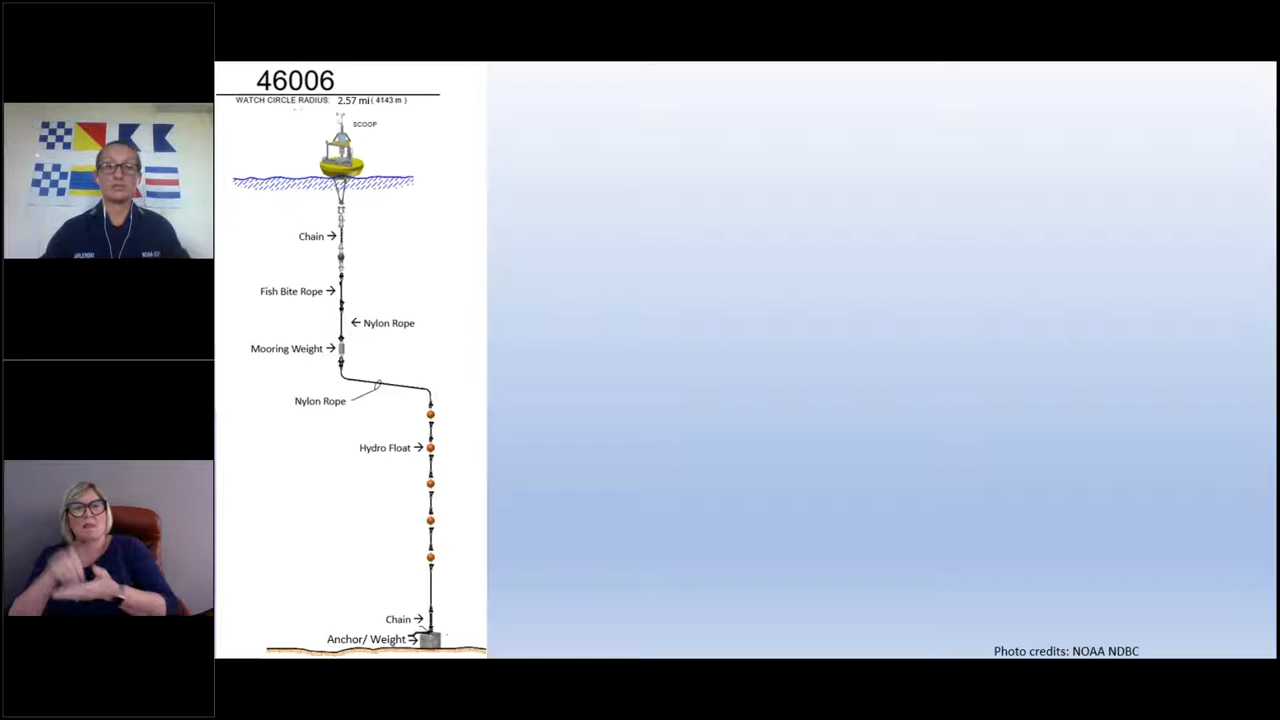 46006
WATCH CIRCLE RADIUS: 2.57 mi ( 4143 m )
SCOOP
Chain
Fish Bite Rope
Nylon Rope
Mooring Weight
Nylon Rope
Hydro Float
Chain
Anchor/ Weight
Photo credits: NOAA NDBC